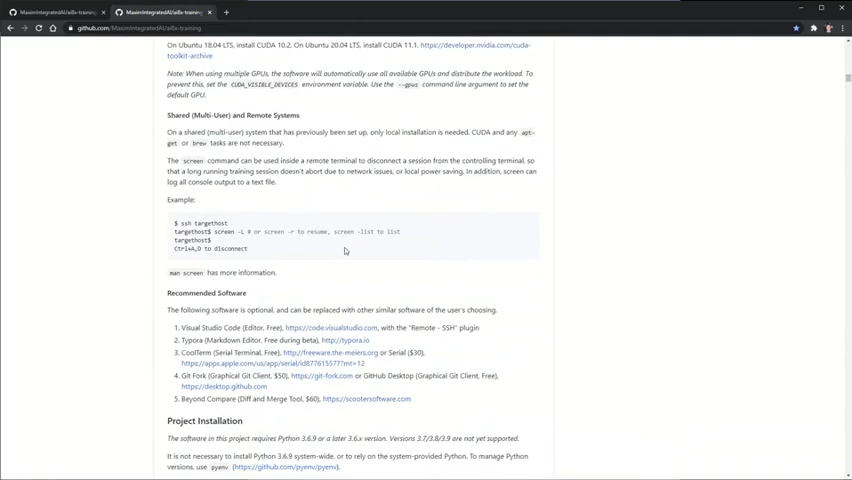 MaximIntegratedAI/ai8x-training
MaximIntegratedAI/ai8x-training
github.com/MaximIntegratedAI/ai8x-training
On Ubuntu 18.04 LTS, install CUDA 10.2. On Ubuntu 20.04 LTS, install CUDA 11.1. https://developer.nvidia.com/cuda-
toolkit-archive
Note: When using multiple GPUs, the software will automatically use all available GPUs and distribute the workload. To
prevent this, set the CUDA_VISIBLE_DEVICES environment variable. Use the --gpus command line argument to set the
default GPU.
Shared (Multi-User) and Remote Systems
On a shared (multi-user) system that has previously been set up, only local installation is needed. CUDA and any apt-
get or brew tasks are not necessary.
The screen command can be used inside a remote terminal to disconnect a session from the controlling terminal, so
that a long running training session doesn't abort due to network issues, or local power saving. In addition, screen can
log all console output to a text file.
Example:
$ ssh targethost
targethost$ screen -L # or screen -r to resume, screen -list to list
targethost$
Ctrl+A,D to disconnect
man screen has more information.
Recommended Software
The following software is optional, and can be replaced with other similar software of the user's choosing.
1. Visual Studio Code (Editor, Free), https://code.visualstudio.com, with the "Remote - SSH" plugin
2. Typora (Markdown Editor, Free during beta), http://typora.io
3. CoolTerm (Serial Terminal, Free), http://freeware.the-meiers.org or Serial ($30),
https://apps.apple.com/us/app/serial/id877615577?mt=12
4. Git Fork (Graphical Git Client, $50), https://git-fork.com or GitHub Desktop (Graphical Git Client, Free),
https://desktop.github.com
5. Beyond Compare (Diff and Merge Tool, $60), https://scootersoftware.com
Project Installation
The software in this project requires Python 3.6.9 or a later 3.6.x version. Versions 3.7/3.8/3.9 are not yet supported.
It is not necessary to install Python 3.6.9 system-wide, or to rely on the system-provided Python. To manage Python
versions, use pyenv (https://github.com/pyenv/pyenv).